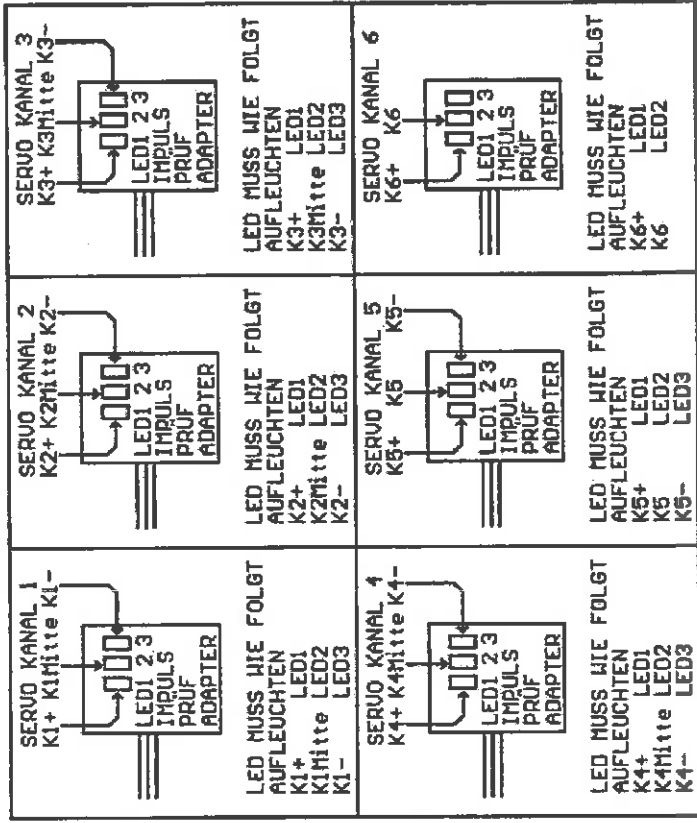 SERVO KANAL 1
K1+ K1Mitte K1-
LED1 2 3
IMPULS
PRÜF
ADAPTER
LED MUSS WIE FOLGT
AUFLEUCHTEN
K1+ LED1
K1Mitte LED2
K1- LED3
SERVO KANAL 2
K2+ K2Mitte K2-
LED1 2 3
IMPULS
PRÜF
ADAPTER
LED MUSS WIE FOLGT
AUFLEUCHTEN
K2+ LED1
K2Mitte LED2
K2- LED3
SERVO KANAL 3
K3+ K3Mitte K3-
LED1 2 3
IMPULS
PRÜF
ADAPTER
LED MUSS WIE FOLGT
AUFLEUCHTEN
K3+ LED1
K3Mitte LED2
K3- LED3
SERVO KANAL 4
K4+ K4Mitte K4-
LED1 2 3
IMPULS
PRÜF
ADAPTER
LED MUSS WIE FOLGT
AUFLEUCHTEN
K4+ LED1
K4Mitte LED2
K4- LED3
SERVO KANAL 5
K5+ K5 K5-
LED1 2 3
IMPULS
PRÜF
ADAPTER
LED MUSS WIE FOLGT
AUFLEUCHTEN
K5+ LED1
K5 LED2
K5- LED3
SERVO KANAL 6
K6+ K6
LED1 2 3
IMPULS
PRÜF
ADAPTER
LED MUSS WIE FOLGT
AUFLEUCHTEN
K6+ LED1
K6 LED2